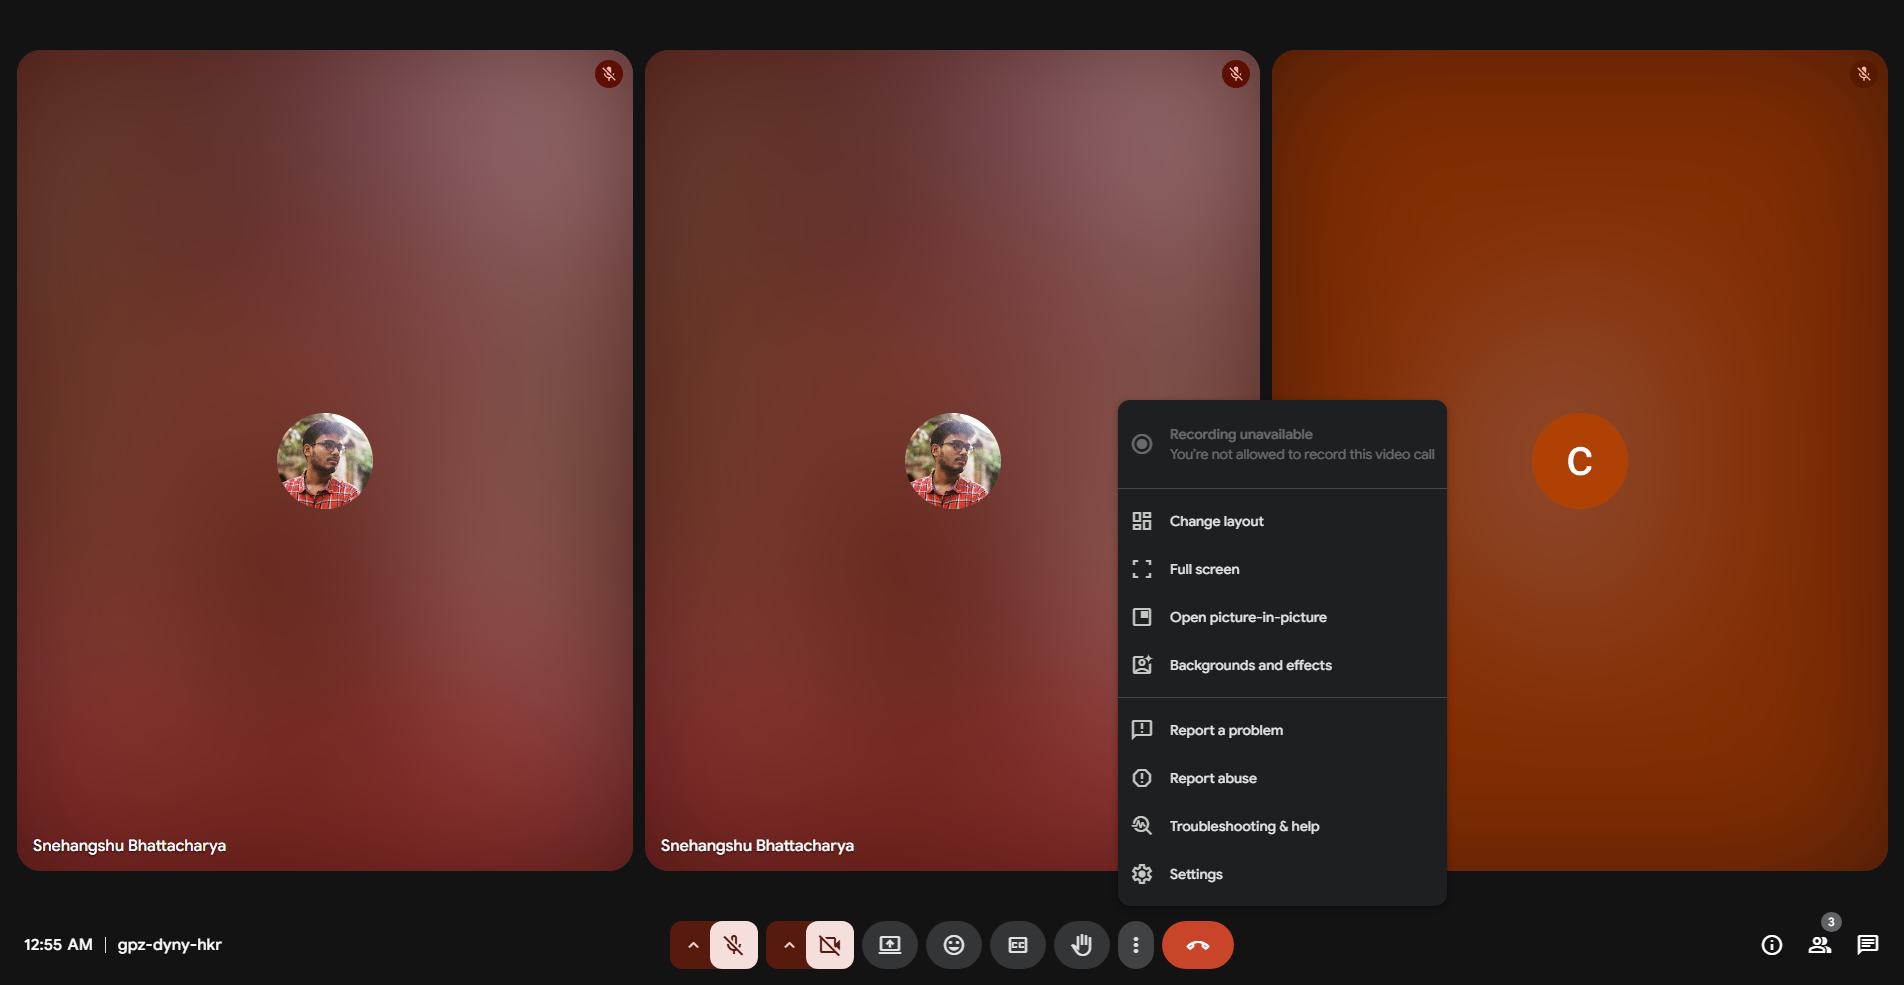 Snehangshu Bhattacharya
Snehangshu Bhattacharya
C
Recording unavailable
You're not allowed to record this video call
Change layout
Full screen
Open picture-in-picture
Backgrounds and effects
Report a problem
Report abuse
Troubleshooting & help
Settings
12:55 AM | gpz-dyny-hkr
CC
3